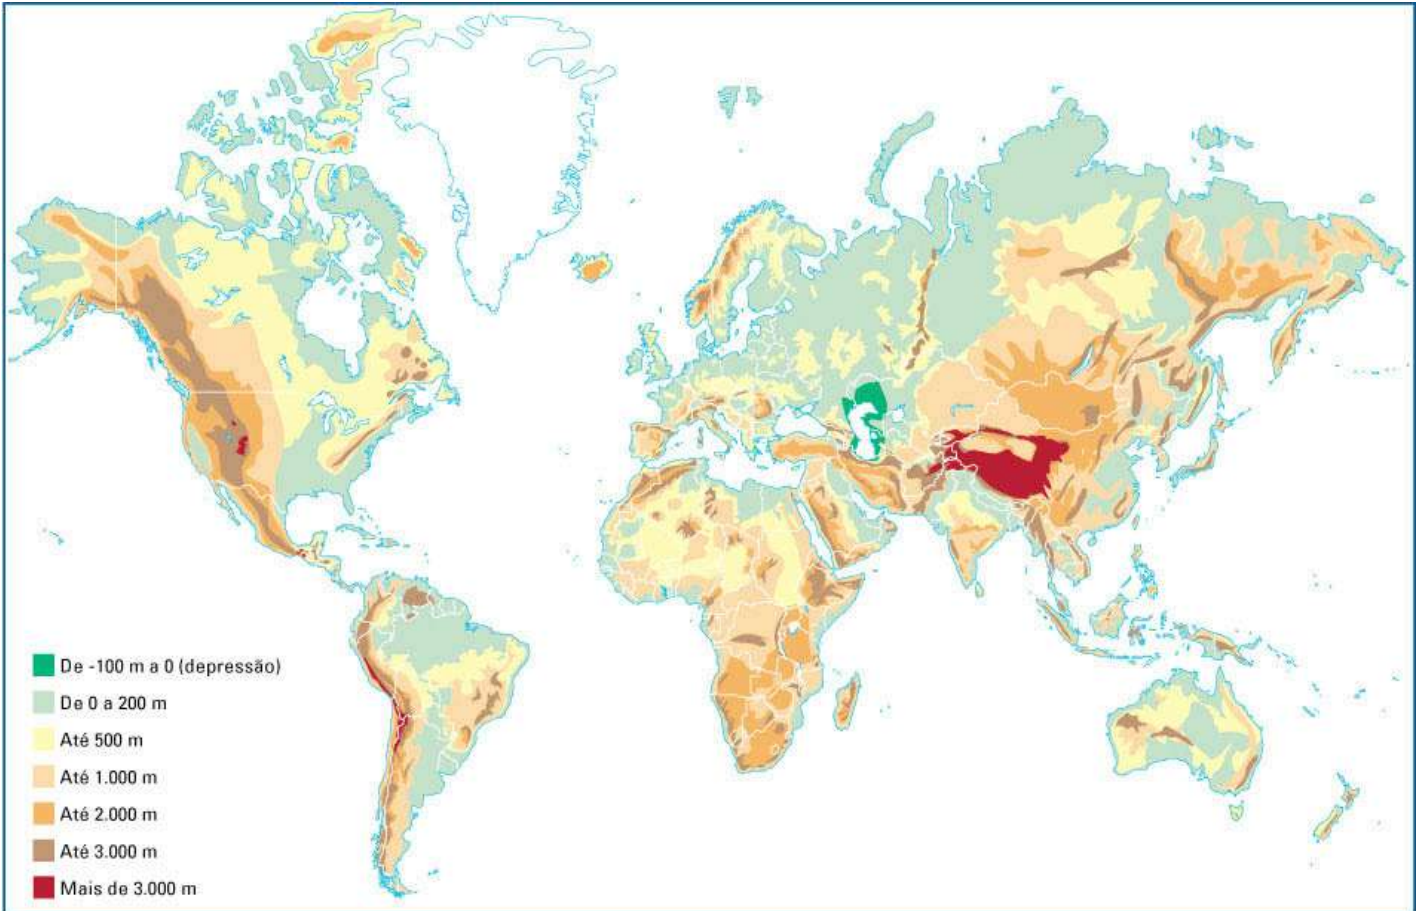 De -100 m a 0 (depressão)
De 0 a 200 m
Até 500 m
Até 1.000 m
Até 2.000 m
Até 3.000 m
Mais de 3.000 m